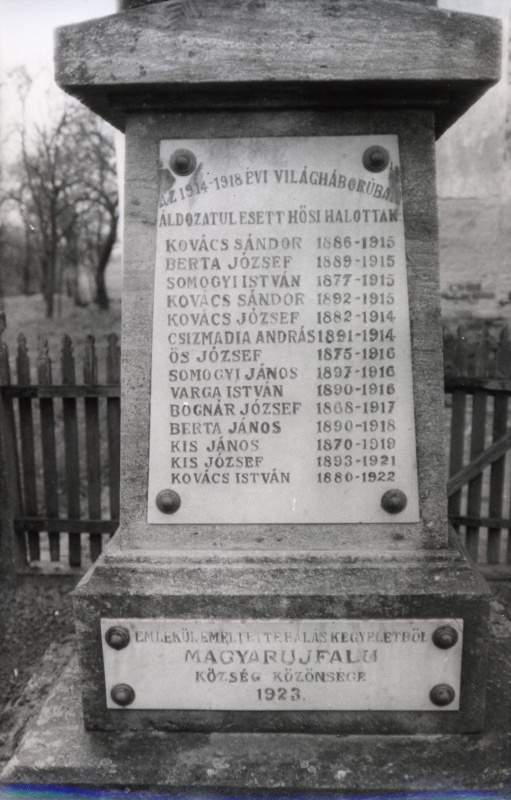 AZ 1914-1918 ÉVI VILÁGHÁBORÚBAN
ÁLDOZATUL ESETT HŐSI HALOTTAK:
KOVÁCS SÁNDOR 1886-1915
BERTA JÓZSEF 1889-1915
SOMOGYI ISTVÁN 1877-1915
KOVÁCS SÁNDOR 1892-1915
KOVÁCS JÓZSEF 1882-1914
CSIZMADIA ANDRÁS 1891-1914
ŐS JÓZSEF 1875-1916
SOMOGYI JÁNOS 1897-1916
VARGA ISTVÁN 1890-1916
BOGNÁR JÓZSEF 1868-1917
BERTA JÁNOS 1890-1918
KIS JÁNOS 1870-1919
KIS JÓZSEF 1893-1921
KOVÁCS ISTVÁN 1880-1922
EMLÉKÜL EMELTETTE HÁLÁS KEGYELETBŐL
MAGYARUJFALU
KÖZSÉG KÖZÖNSÉGE
1923.